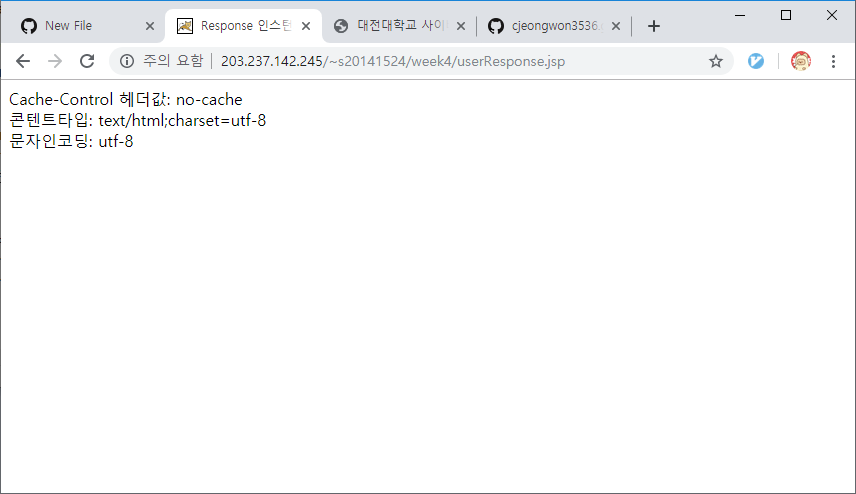 New File
Response 인스턴
대전대학교 사이
cjeongwon3536.
주의 요함
203.237.142.245/~s20141524/week4/userResponse.jsp
Cache-Control 헤더값: no-cache
콘텐트타입: text/html;charset=utf-8
문자인코딩: utf-8